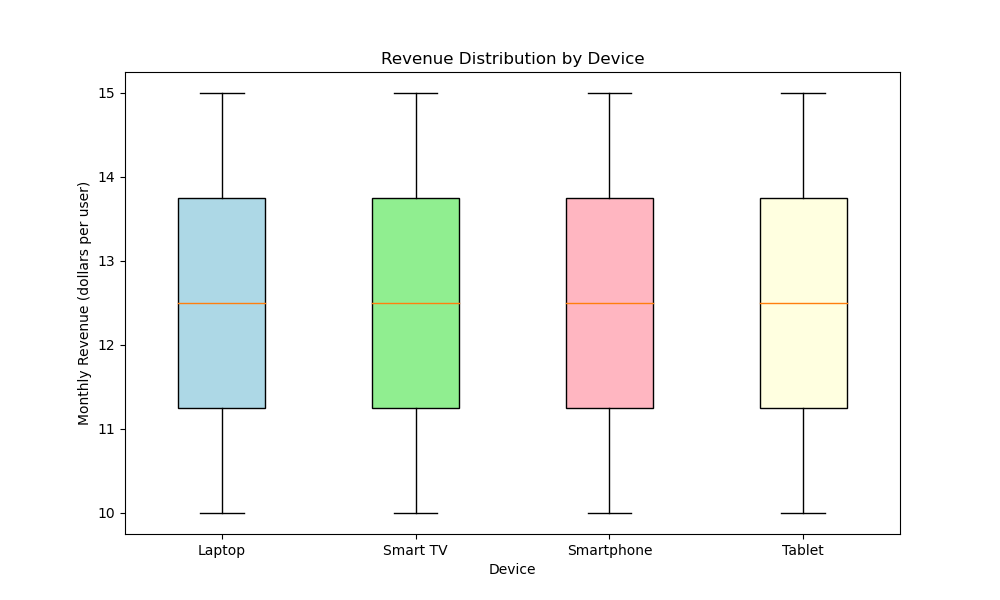 Revenue Distribution by Device
Monthly Revenue (dollars per user)
15
14
13
12
11
10
Laptop Smart TV Smartphone Tablet
Device